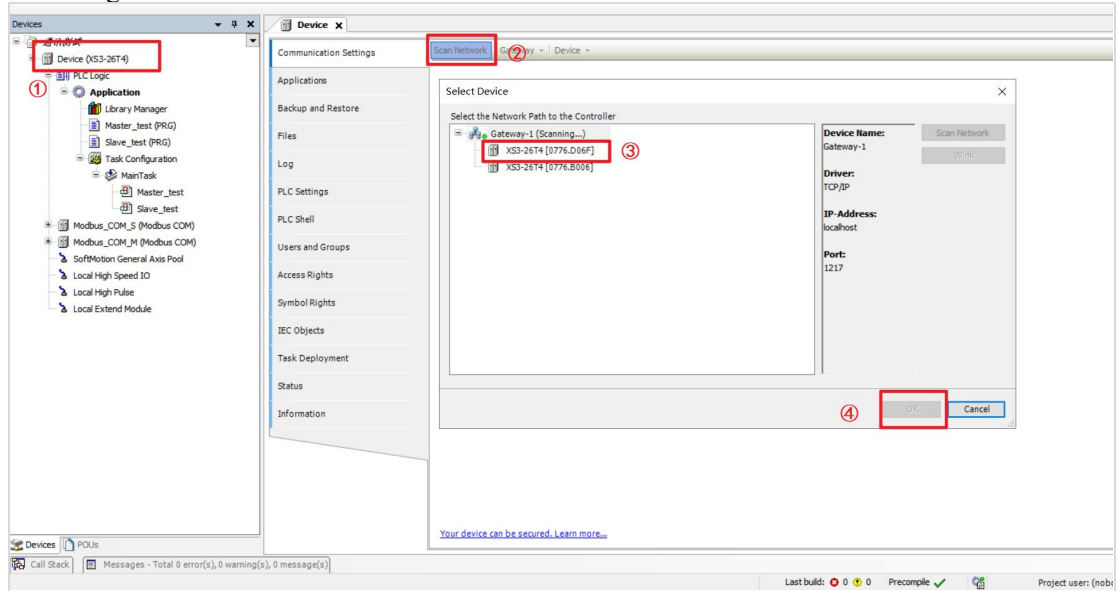 Devices
通讯测试
Device (XS3-26T4)
①
PLC Logic
Application
Library Manager
Master_test (PRG)
Slave_test (PRG)
Task Configuration
MainTask
Master_test
Slave_test
Modbus_COM_S (Modbus COM)
Modbus_COM_M (Modbus COM)
SoftMotion General Axis Pool
Local High Speed IO
Local High Pulse
Local Extend Module
Devices
POUs
Device
Communication Settings
Applications
Backup and Restore
Files
Log
PLC Settings
PLC Shell
Users and Groups
Access Rights
Symbol Rights
IEC Objects
Task Deployment
Status
Information
Scan Network
②
Gateway
Device
Select Device
Select the Network Path to the Controller
Gateway-1 (Scanning...)
XS3-26T4 [0776.D06F]
③
XS3-26T4 [0776.B006]
Device Name:
Gateway-1
Driver:
TCP/IP
IP-Address:
localhost
Port:
1217
Scan Network
Wink
④
OK
Cancel
Your device can be secured. Learn more...
Call Stack
Messages - Total 0 error(s), 0 warning(s), 0 message(s)
Last build: 0 0 Precompile